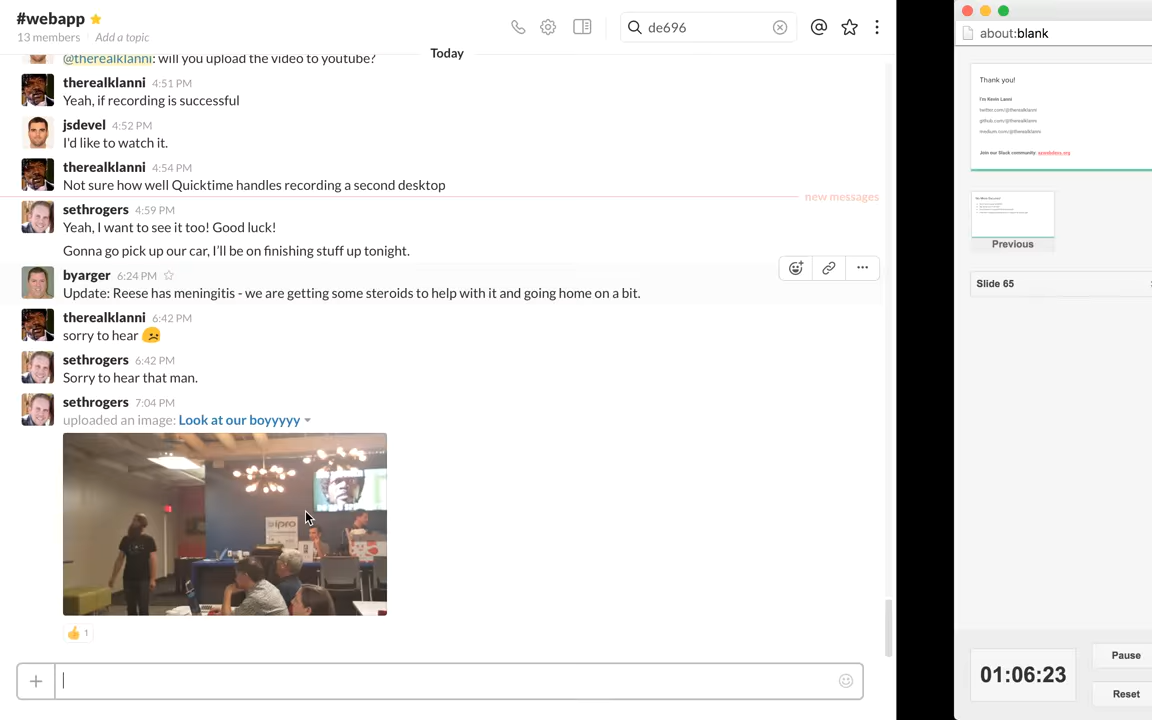 #webapp
13 members
Add a topic
de696
Today
@therealklanni: will you upload the video to youtube?
therealklanni 4:51 PM
Yeah, if recording is successful
jsdevel 4:52 PM
I'd like to watch it.
therealklanni 4:54 PM
Not sure how well Quicktime handles recording a second desktop
new messages
sethrogers 4:59 PM
Yeah, I want to see it too! Good luck!
Gonna go pick up our car, I'll be on finishing stuff up tonight.
byarger 6:24 PM
Update: Reese has meningitis - we are getting some steroids to help with it and going home on a bit.
therealklanni 6:42 PM
sorry to hear
sethrogers 6:42 PM
Sorry to hear that man.
sethrogers 7:04 PM
uploaded an image: Look at our boyyyyy
ipro
1
about:blank
Thank you!
I'm Kevin Lanni
twitter.com/@therealklanni
github.com/@therealklanni
medium.com/@therealklanni
Join our Slack community:
Previous
Slide 65
01:06:23
Pause
Reset